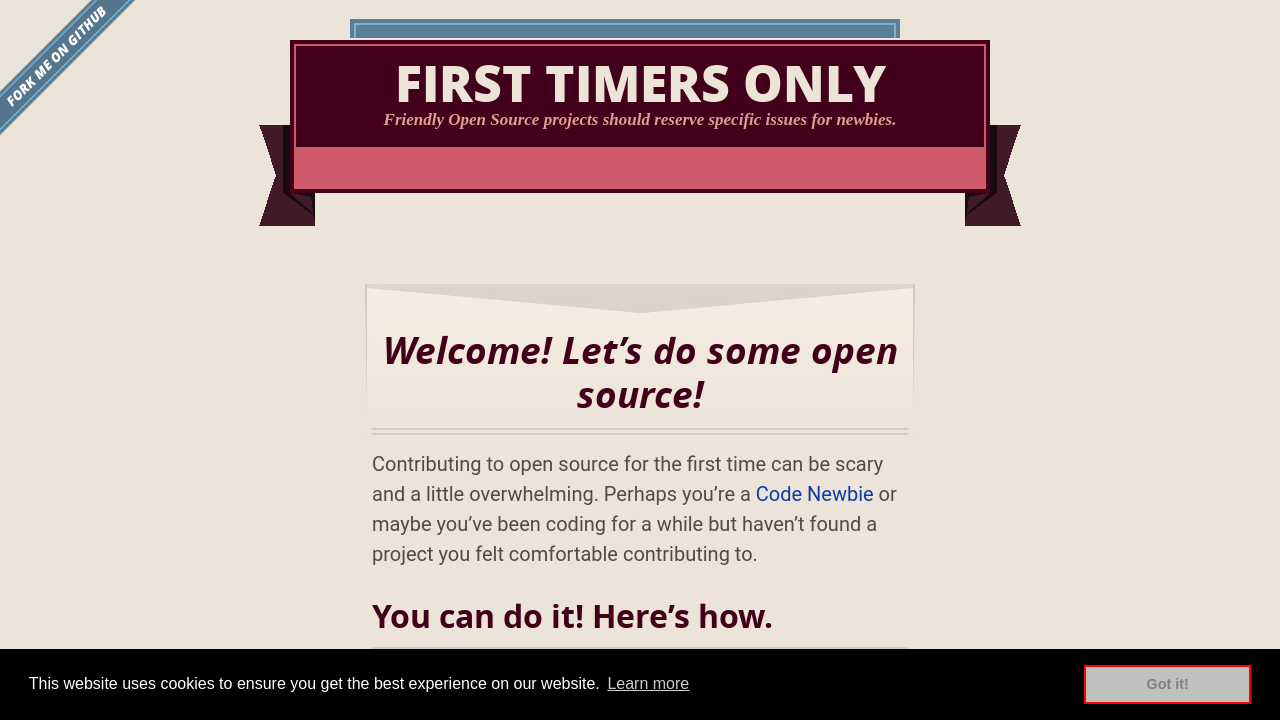 FORK ME ON GITHUB
FIRST TIMERS ONLY
Friendly Open Source projects should reserve specific issues for newbies.
Welcome! Let’s do some open
source!
Contributing to open source for the first time can be scary
and a little overwhelming. Perhaps you’re a Code Newbie or
maybe you’ve been coding for a while but haven’t found a
project you felt comfortable contributing to.
You can do it! Here’s how.
This website uses cookies to ensure you get the best experience on our website. Learn more
Got it!